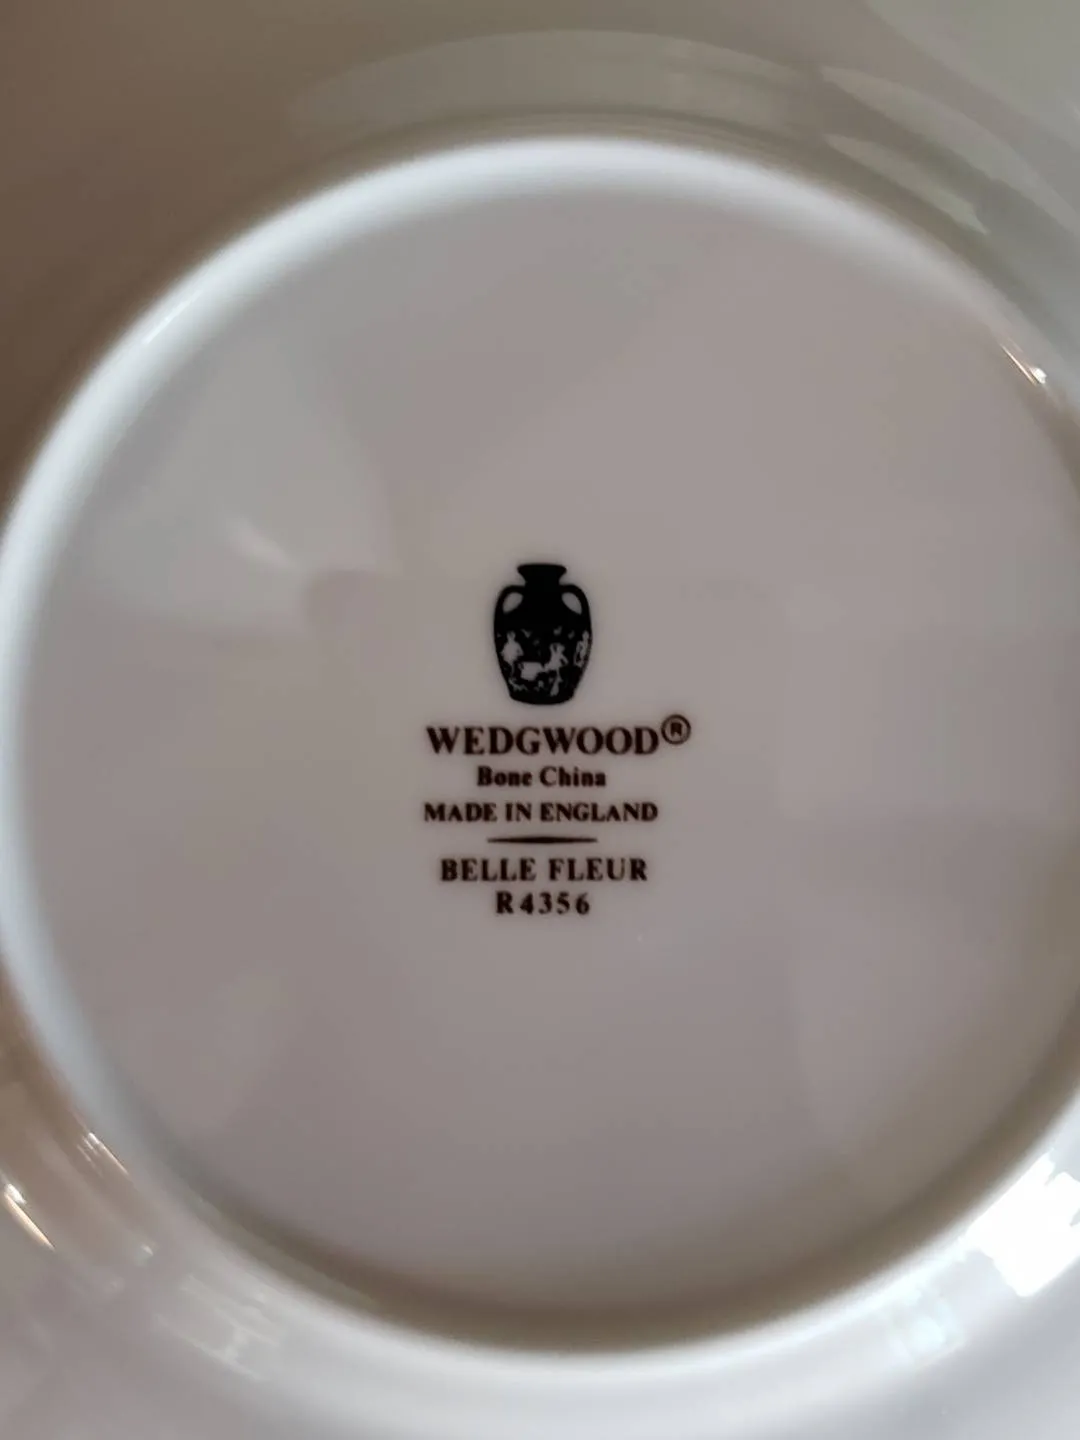 WEDGWOOD®
Bone China
MADE IN ENGLAND
BELLE FLEUR
R4356